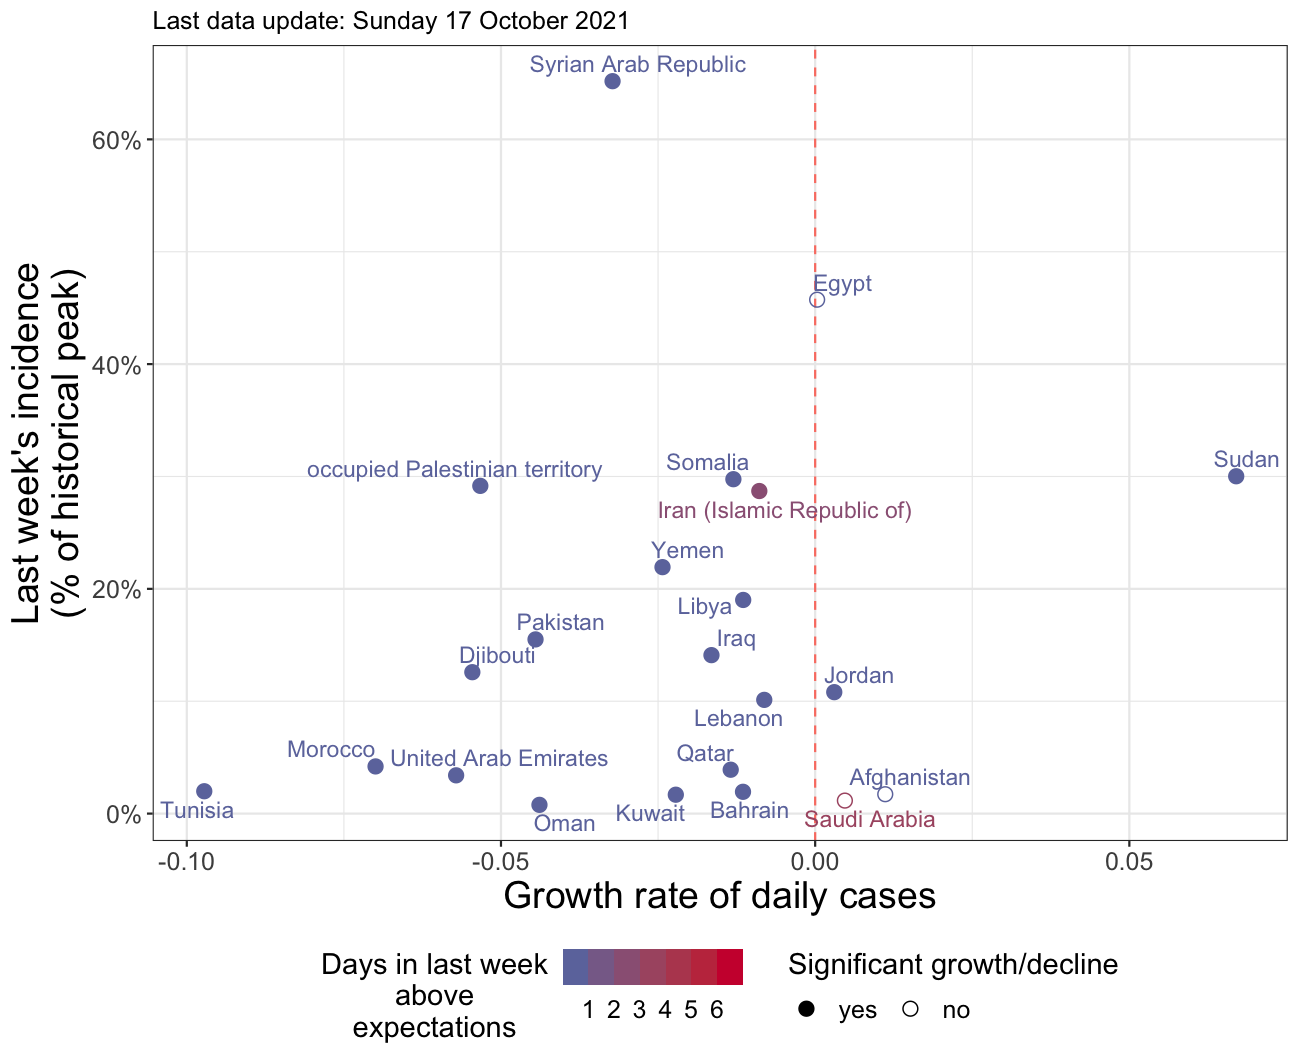 Last data update: Sunday 17 October 2021
Syrian Arab Republic
60%
Egypt
40%
Last week's incidence
(% of historical peak)
occupied Palestinian territory
Somalia
Sudan
Iran (Islamic Republic of)
Yemen
20%
Libya
Pakistan
Iraq
Djibouti
Jordan
Lebanon
Morocco
United Arab Emirates
Qatar
Afghanistan
Tunisia
Kuwait
Bahrain
Saudi Arabia
0%
Oman
-0.10
-0.05
0.00
0.05
Growth rate of daily cases
Days in last week
above
expectations
1 2 3 4 5 6
Significant growth/decline
yes
no